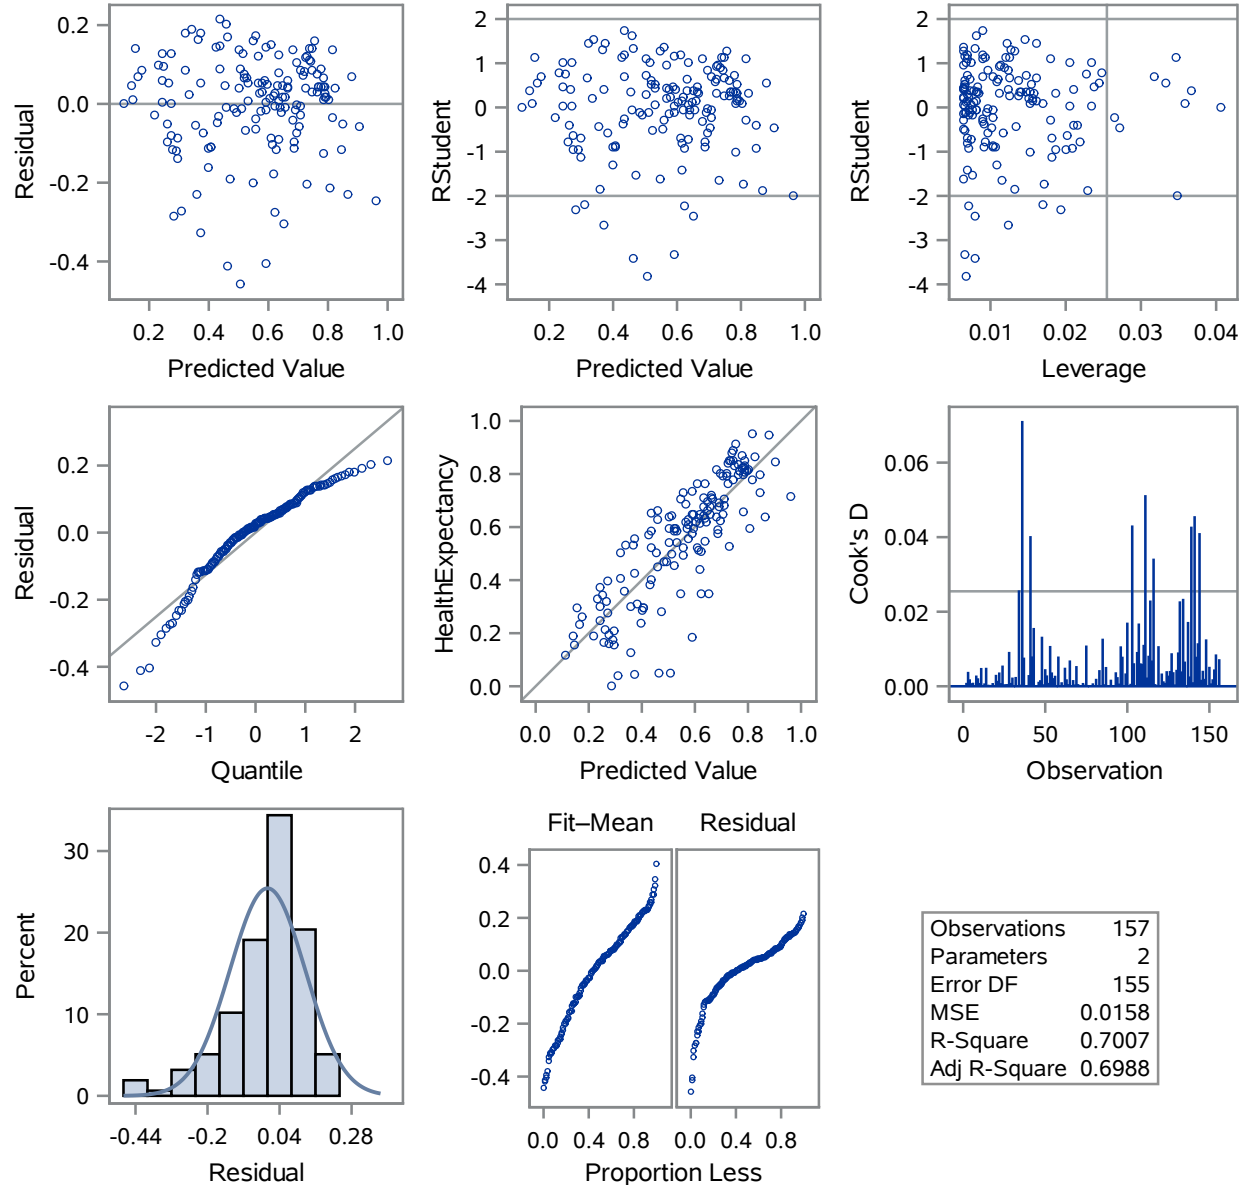 0.2
0.0
-0.2
-0.4
Residual
0.2 0.4 0.6 0.8 1.0
Predicted Value
2
1
0
-1
-2
-3
-4
RStudent
0.2 0.4 0.6 0.8 1.0
Predicted Value
2
1
0
-1
-2
-3
-4
RStudent
0.01 0.02 0.03 0.04
Leverage
0.2
0.0
-0.2
-0.4
Residual
-2 -1 0 1 2
Quantile
1.0
0.8
0.6
0.4
0.2
0.0
HealthExpectancy
0.0 0.2 0.4 0.6 0.8 1.0
Predicted Value
0.06
0.04
0.02
0.00
Cook's D
0 50 100 150
Observation
30
20
10
0
Percent
-0.44 -0.2 0.04 0.28
Residual
Fit–Mean Residual
0.4
0.2
0.0
-0.2
-0.4
0.0 0.4 0.8 0.0 0.4 0.8
Proportion Less
Observations 157
Parameters 2
Error DF 155
MSE 0.0158
R-Square 0.7007
Adj R-Square 0.6988